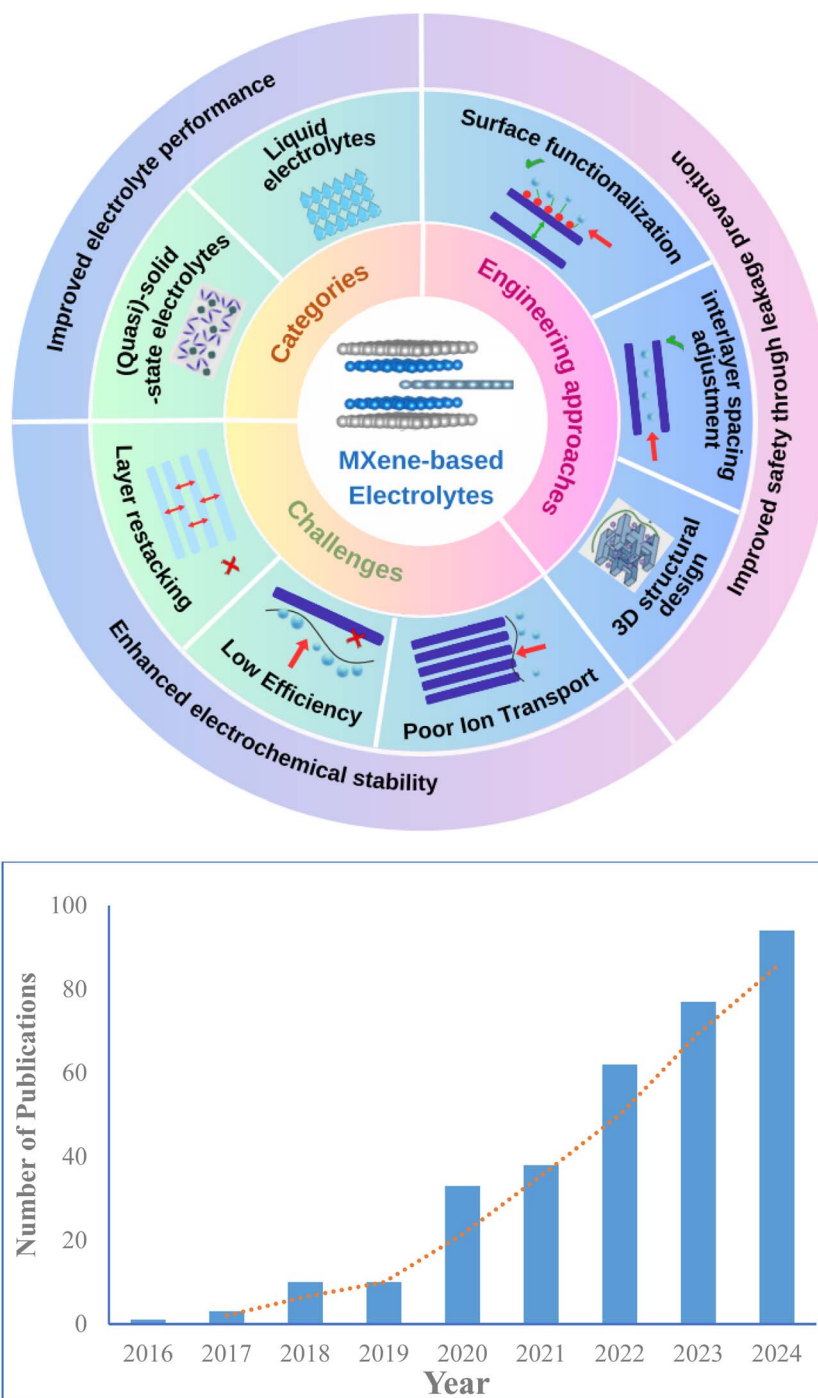 Improved electrolyte performance
Improved safety through leakage prevention
Enhanced electrochemical stability
Liquid
electrolytes
(Quasi)-solid
-state electrolytes
Surface functionalization
interlayer spacing
adjustment
3D structural
design
Layer restacking
Low Efficiency
Poor Ion Transport
Categories
Engineering approaches
Challenges
MXene-based
Electrolytes
Number of Publications
100
80
60
40
20
0
2016 2017 2018 2019 2020 2021 2022 2023 2024
Year